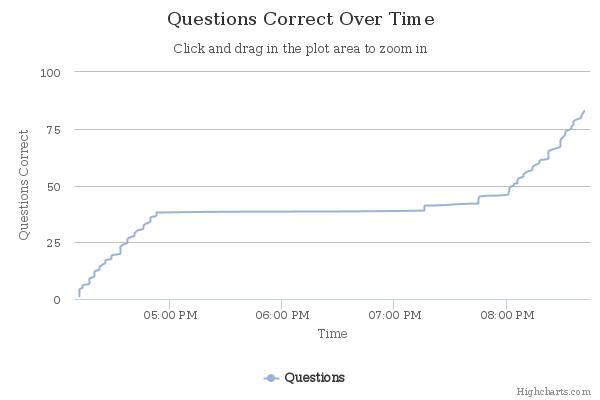 Questions Correct Over Time
Click and drag in the plot area to zoom in
Questions Correct
100
75
50
25
0
05:00 PM
06:00 PM
07:00 PM
08:00 PM
Time
Questions
Highcharts.com